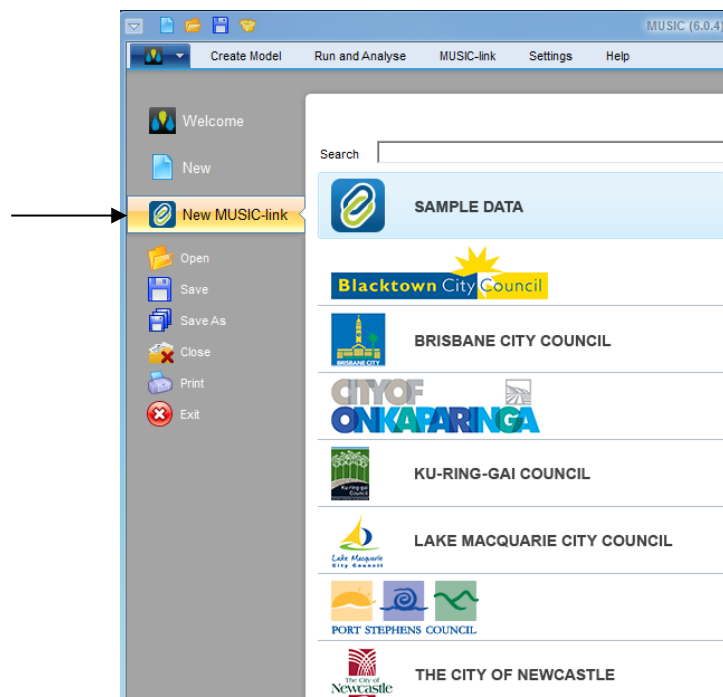 MUSIC (6.0.4)
Create Model Run and Analyse MUSIC-link Settings Help
Welcome
New
New MUSIC-link
Open
Save
Save As
Close
Print
Exit
Search
SAMPLE DATA
Blacktown City Council
BRISBANE CITY
BRISBANE CITY COUNCIL
CITY OF
ONKAPARINGA
Ku-ring-gai
Council
KU-RING-GAI COUNCIL
Lake Macquarie
City Council
LAKE MACQUARIE CITY COUNCIL
PORT STEPHENS COUNCIL
The City of
Newcastle
THE CITY OF NEWCASTLE